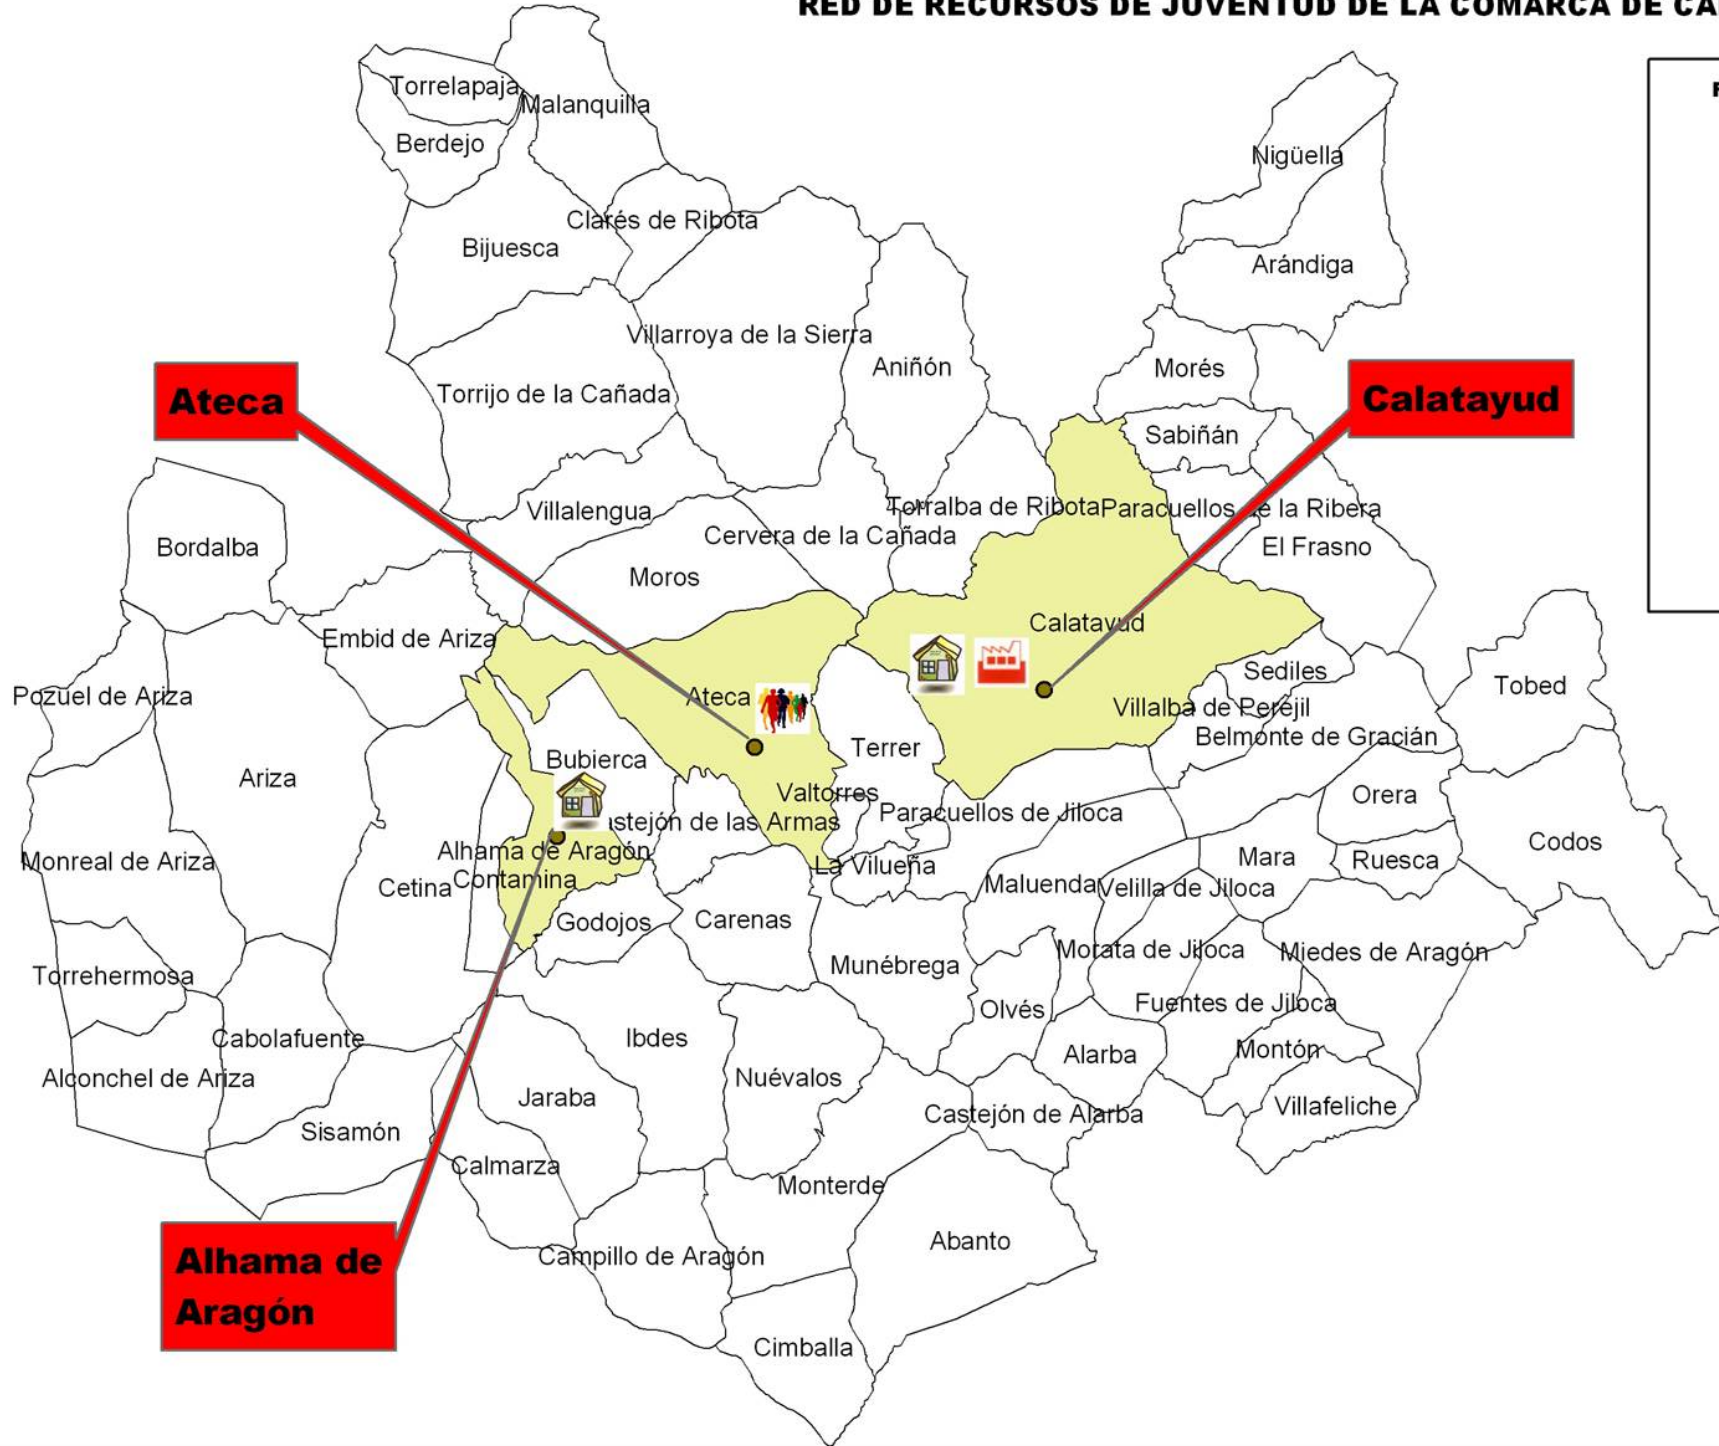 RED DE RECURSOS DE JUVENTUD DE LA COMARCA DE
Torrelapaja
Malanquilla
Berdejo
Nigüella
Clarés de Ribota
Bijuesca
Arándiga
Villarroya de la Sierra
Aniñón
Morés
Torrijo de la Cañada
Ateca
Calatayud
Sabiñán
Villalengua
Torralba de Ribota
Paracuellos de la Ribera
Cervera de la Cañada
El Frasno
Bordalba
Moros
Calatayud
Embid de Ariza
Sediles
Pozuel de Ariza
Ateca
Tobed
Villalba de Perejil
Belmonte de Gracián
Terrer
Bubierca
Ariza
Valtorres
Orera
Paracuellos de Jiloca
astejón de las Armas
Codos
Alhama de Aragón
Monreal de Ariza
La Vilueña
Mara
Ruesca
Cetina
Contamina
Maluenda
Velilla de Jiloca
Godojos
Carenas
Morata de Jiloca
Miedes de Aragón
Munébrega
Torrehermosa
Olvés
Fuentes de Jiloca
Cabolafuente
Ibdes
Alarba
Montón
Alconchel de Ariza
Nuévalos
Jaraba
Castejón de Alarba
Villafeliche
Sisamón
Calmarza
Monterde
Abanto
Campillo de Aragón
Alhama de
Aragón
Cimballa